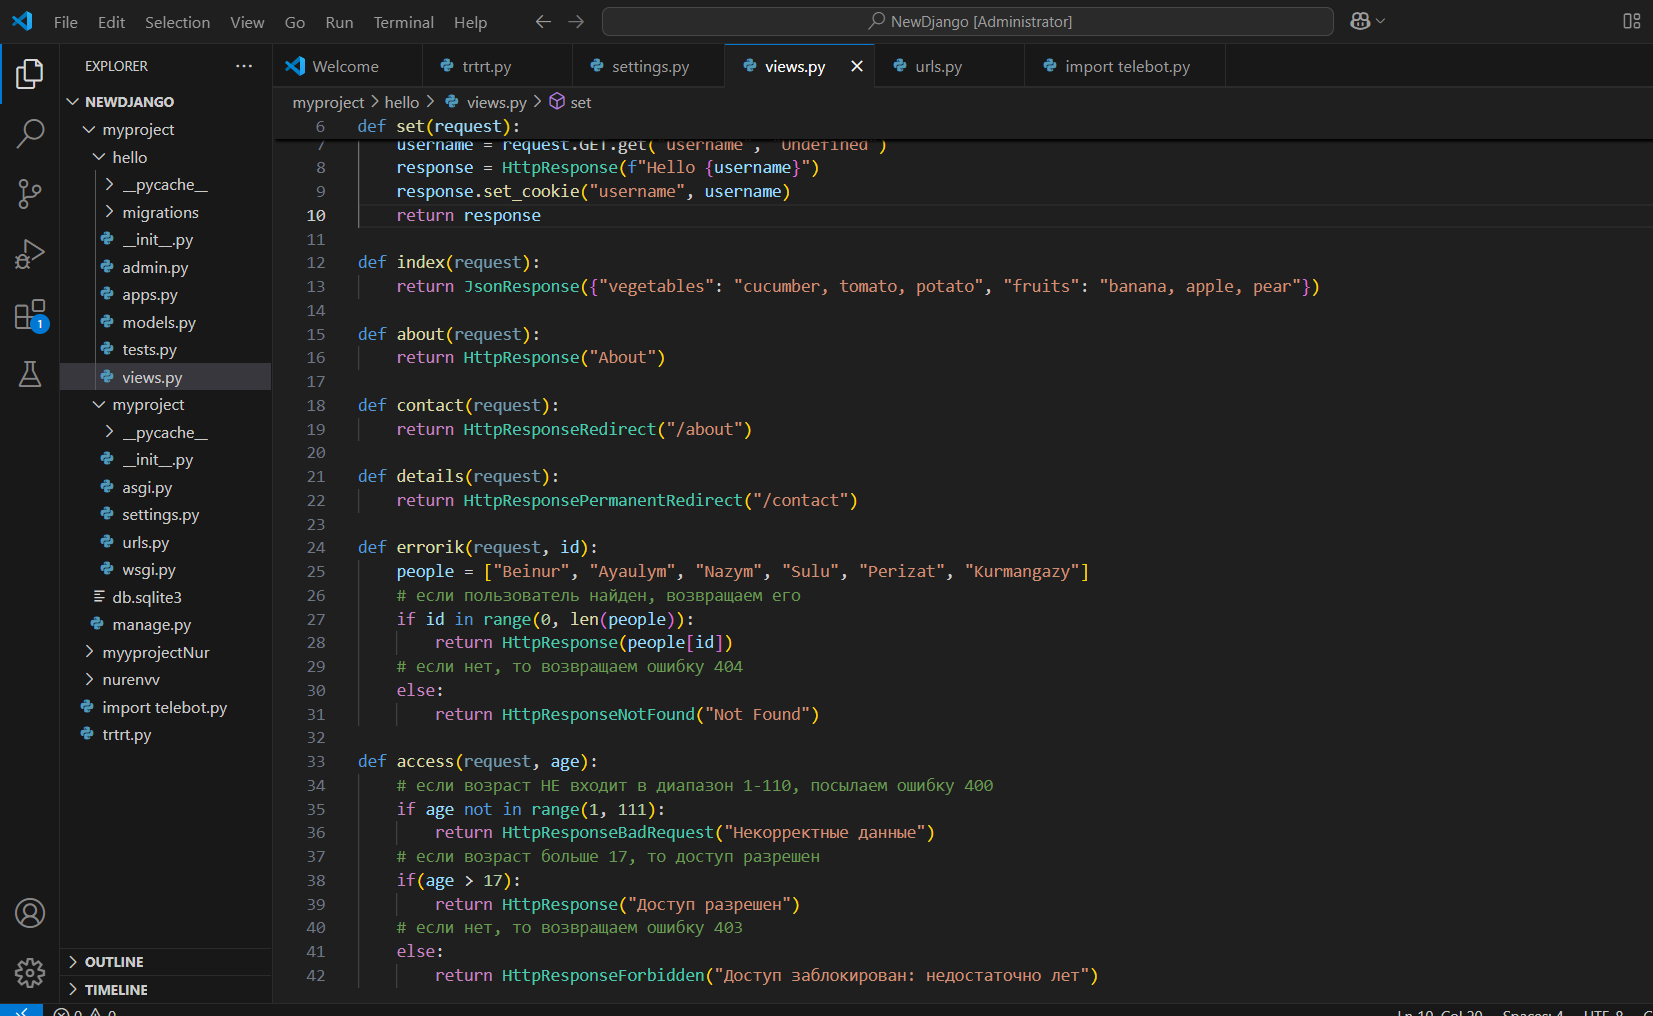 File Edit Selection View Go Run Terminal Help
NewDjango [Administrator]
EXPLORER
Welcome trtrt.py settings.py views.py urls.py import telebot.py
NEWDJANGO
myproject
hello
__pycache__
migrations
__init__.py
admin.py
apps.py
models.py
tests.py
views.py
myproject
__pycache__
__init__.py
asgi.py
settings.py
urls.py
wsgi.py
db.sqlite3
manage.py
myyprojectNur
nurenvv
import telebot.py
trtrt.py
OUTLINE
TIMELINE
1
myproject > hello > views.py > set
6 def set(request):
7 username = request.GET.get("username", "Undefined")
8 response = HttpResponse(f"Hello {username}")
9 response.set_cookie("username", username)
10 return response
11
12 def index(request):
13 return JsonResponse({"vegetables": "cucumber, tomato, potato", "fruits": "banana, apple, pear"})
14
15 def about(request):
16 return HttpResponse("About")
17
18 def contact(request):
19 return HttpResponseRedirect("/about")
20
21 def details(request):
22 return HttpResponsePermanentRedirect("/contact")
23
24 def errorik(request, id):
25 people = ["Beinur", "Ayaulym", "Nazym", "Sulu", "Perizat", "Kurmangazy"]
26 # если пользователь найден, возвращаем его
27 if id in range(0, len(people)):
28 return HttpResponse(people[id])
29 # если нет, то возвращаем ошибку 404
30 else:
31 return HttpResponseNotFound("Not Found")
32
33 def access(request, age):
34 # если возраст НЕ входит в диапазон 1-110, посылаем ошибку 400
35 if age not in range(1, 111):
36 return HttpResponseBadRequest("Некорректные данные")
37 # если возраст больше 17, то доступ разрешен
38 if(age > 17):
39 return HttpResponse("Доступ разрешен")
40 # если нет, то возвращаем ошибку 403
41 else:
42 return HttpResponseForbidden("Доступ заблокирован: недостаточно лет")
0 0 Ln 10, Col 20 Spaces: 4 UTF-8